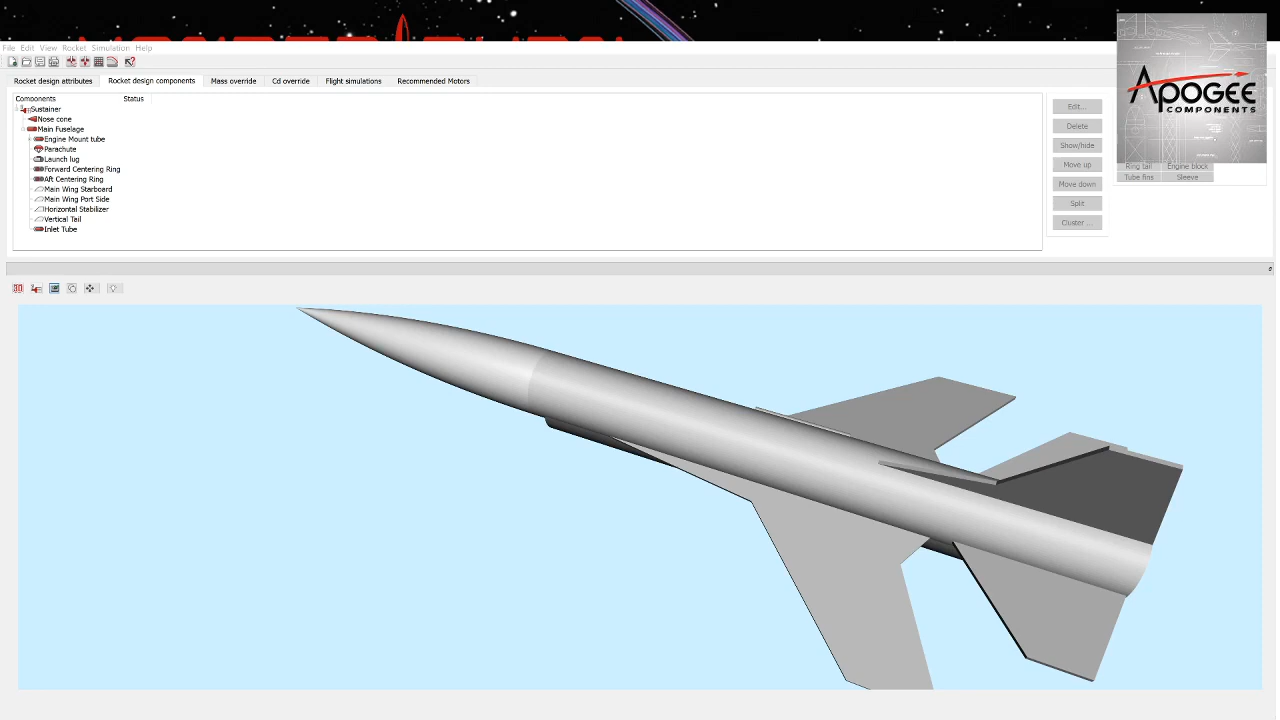 File Edit View Rocket Simulation Help
Rocket design attributes Rocket design components Mass override Cd override Flight simulations Recommended Motors
Components Status
Sustainer
Nose cone
Main Fuselage
Engine Mount tube
Parachute
Launch lug
Forward Centering Ring
Aft Centering Ring
Main Wing Starboard
Main Wing Port Side
Horizontal Stabilizer
Vertical Tail
Inlet Tube
Edit...
Delete
Show/hide
Move up
Move down
Split
Cluster ...
APOGEE
COMPONENTS
Ring tail Engine block
Tube fins Sleeve